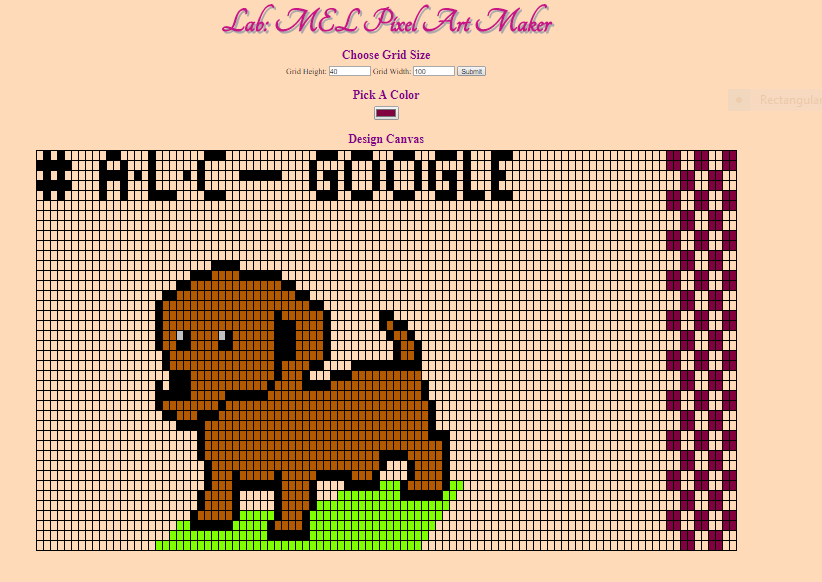 Lab: MEL Pixel Art Maker
Choose Grid Size
Grid Height: 40 Grid Width: 100 Submit
Pick A Color
Rectangular
Design Canvas
# A.L.C - GOOGLE